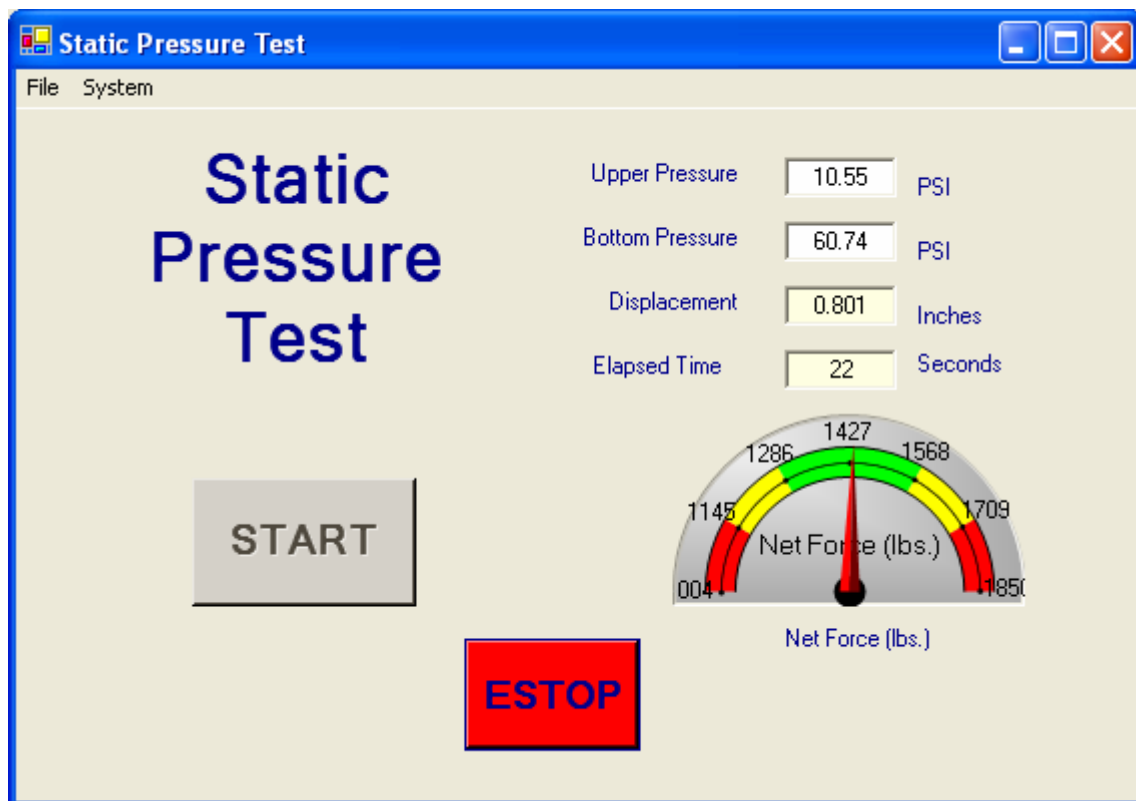 Static Pressure Test
File System
Static
Pressure
Test
Upper Pressure 10.55 PSI
Bottom Pressure 60.74 PSI
Displacement 0.801 Inches
Elapsed Time 22 Seconds
1427
1286 1568
1145 1709
Net Force (lbs.)
004 1850
START
Net Force (lbs.)
ESTOP